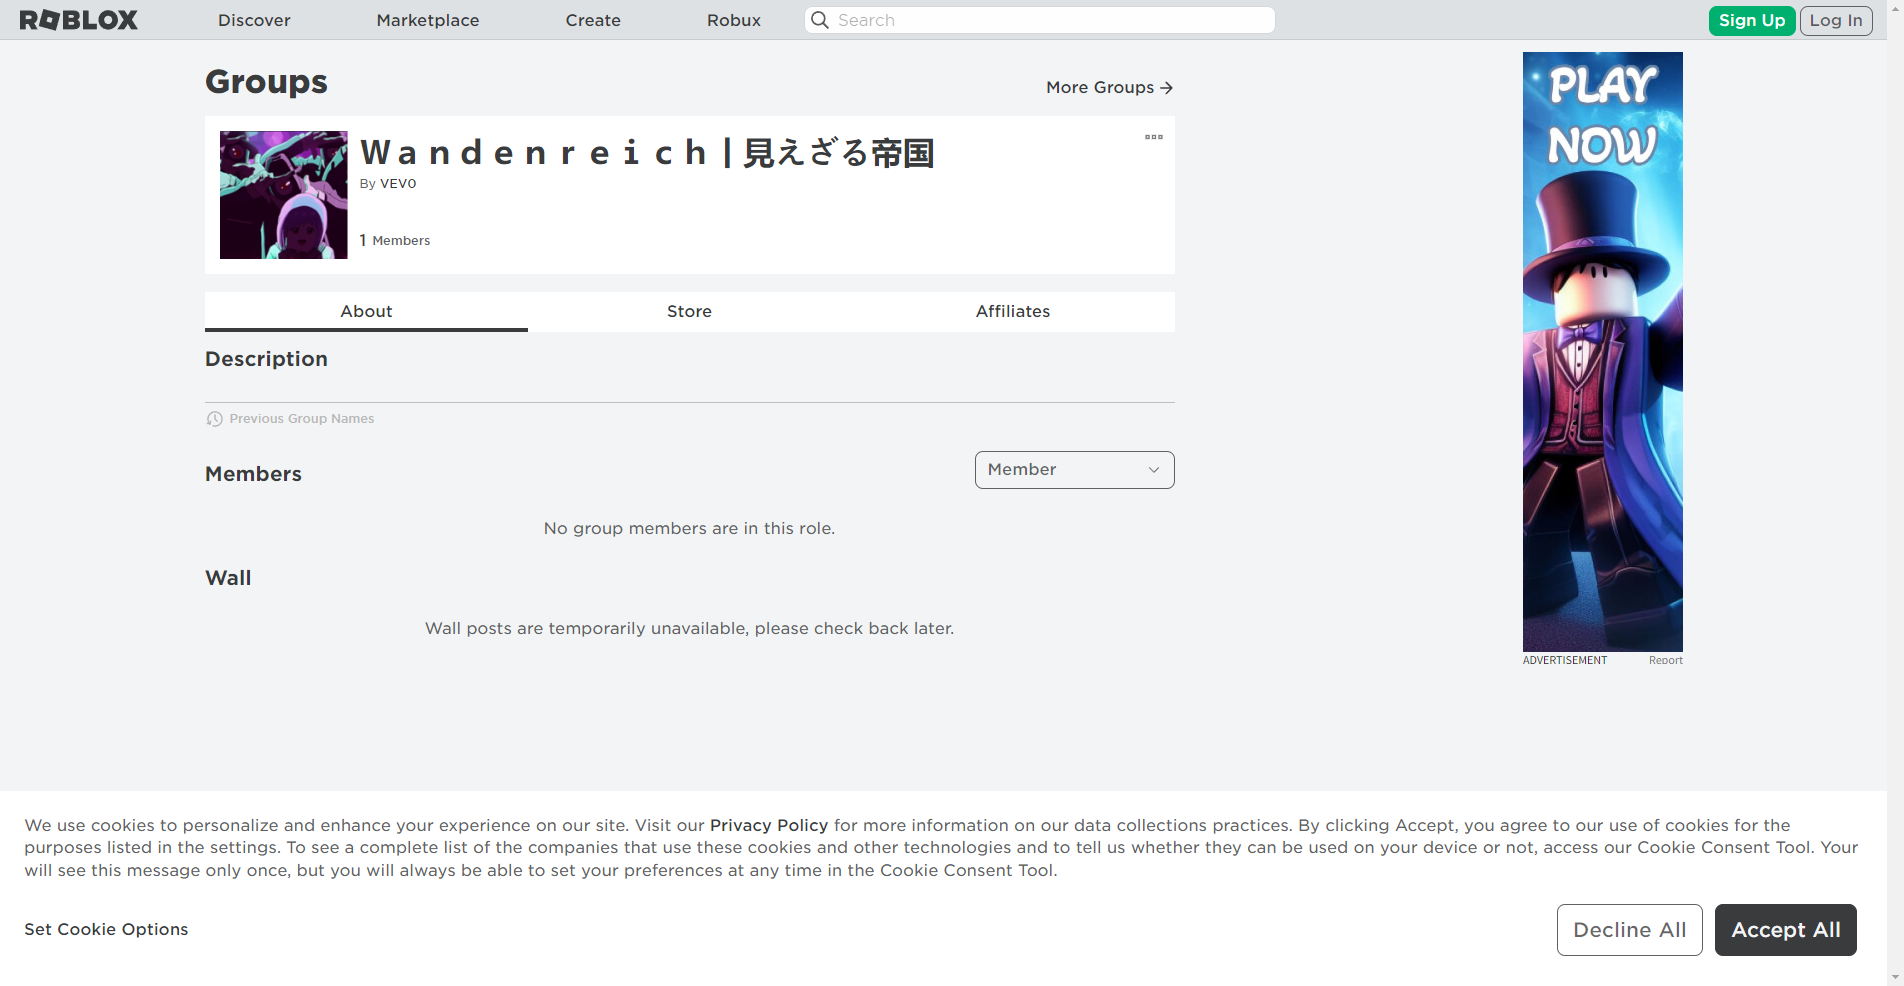 ROBLOX Discover Marketplace Create Robux Search Sign Up Log In
Groups
More Groups →
Ｗａｎｄｅｎｒｅｉｃｈ | 見えざる帝国
By VEV0
1 Members
About Store Affiliates
Description
Previous Group Names
Members
Member
No group members are in this role.
Wall
Wall posts are temporarily unavailable, please check back later.
PLAY
NOW
ADVERTISEMENT Report
We use cookies to personalize and enhance your experience on our site. Visit our Privacy Policy for more information on our data collections practices. By clicking Accept, you agree to our use of cookies for the
purposes listed in the settings. To see a complete list of the companies that use these cookies and other technologies and to tell us whether they can be used on your device or not, access our Cookie Consent Tool. Your
will see this message only once, but you will always be able to set your preferences at any time in the Cookie Consent Tool.
Set Cookie Options
Decline All
Accept All